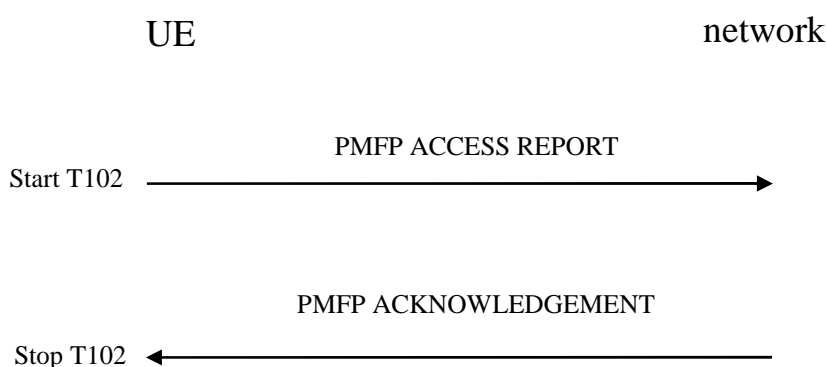 UE network
PMFP ACCESS REPORT
Start T102
PMFP ACKNOWLEDGEMENT
Stop T102